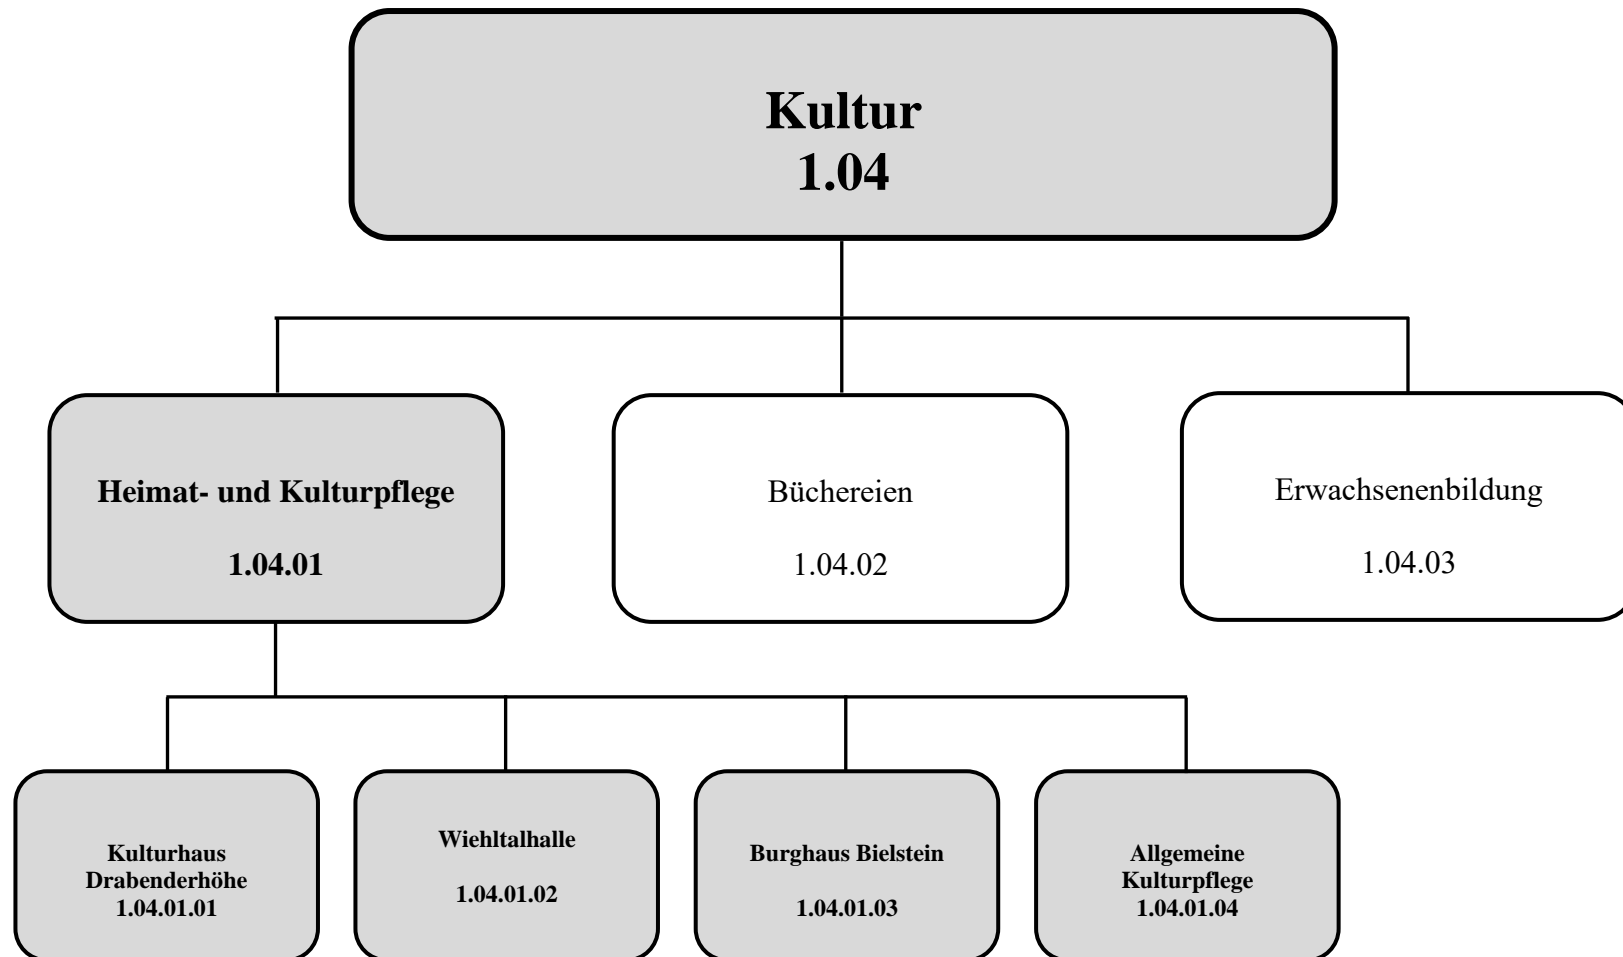 Kultur
1.04
Heimat- und Kulturpflege
1.04.01
Büchereien
1.04.02
Erwachsenenbildung
1.04.03
Kulturhaus
Drabenderhöhe
1.04.01.01
Wiehltalhalle
1.04.01.02
Burghaus Bielstein
1.04.01.03
Allgemeine
Kulturpflege
1.04.01.04